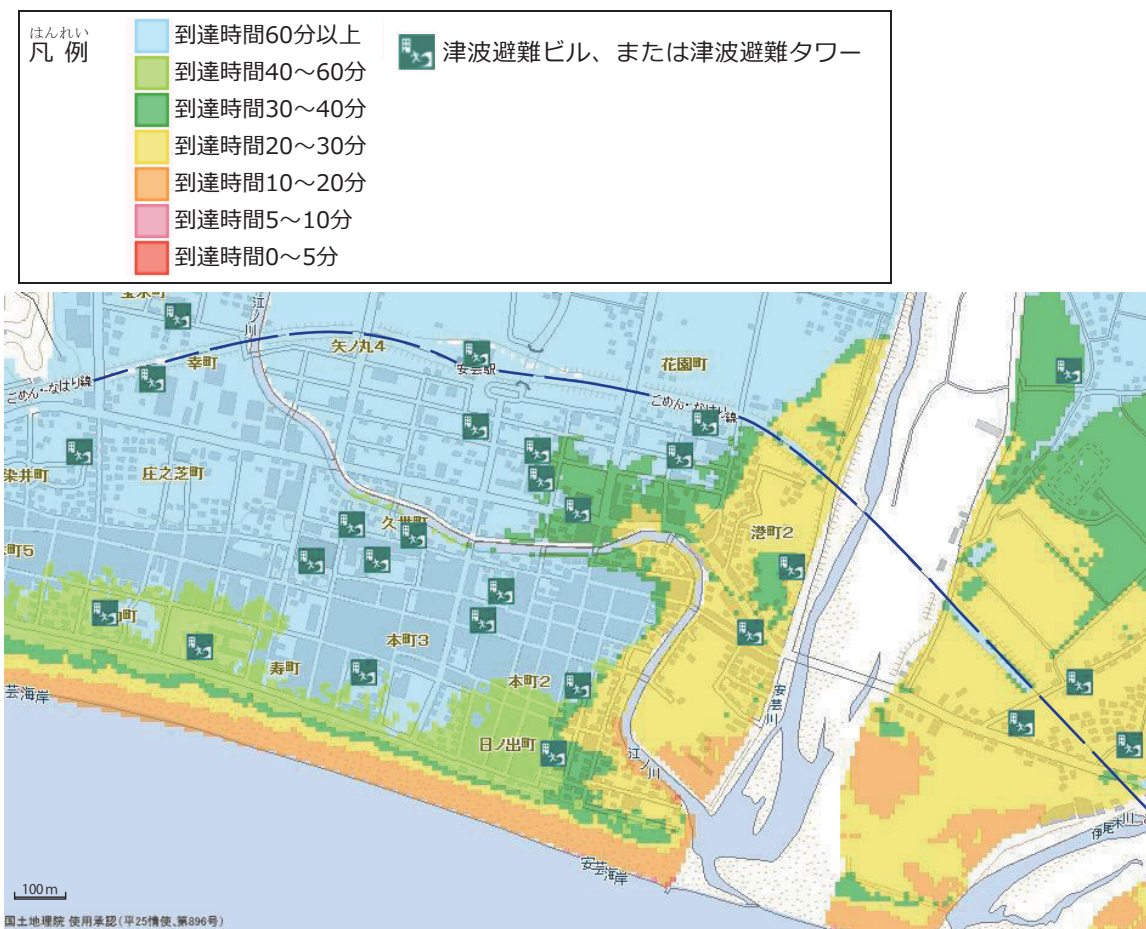 はんれい
凡例
到達時間60分以上
到達時間40～60分
到達時間30～40分
到達時間20～30分
到達時間10～20分
到達時間5～10分
到達時間0～5分
津波避難ビル、または津波避難タワー
江ノ川
矢ノ丸4
幸町
安芸駅
花園町
ごめん・なはり線
ごめん・なはり線
染井町
庄之芝町
久世町
港町2
町5
町
本町3
寿町
本町2
芸海岸
日ノ出町
江ノ川
安芸川
伊尾木川
安芸海岸
100m
国土地理院 使用承認(平25情使、第896号)